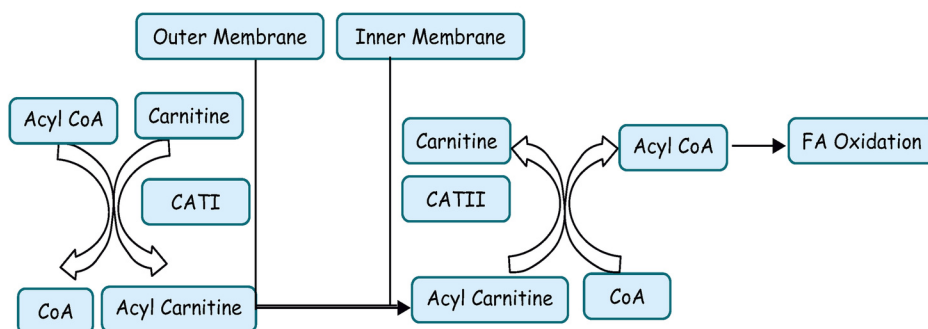 Outer Membrane
Inner Membrane
Acyl CoA
Carnitine
CATI
CoA
Acyl Carnitine
Carnitine
CATII
Acyl Carnitine
CoA
Acyl CoA
FA Oxidation